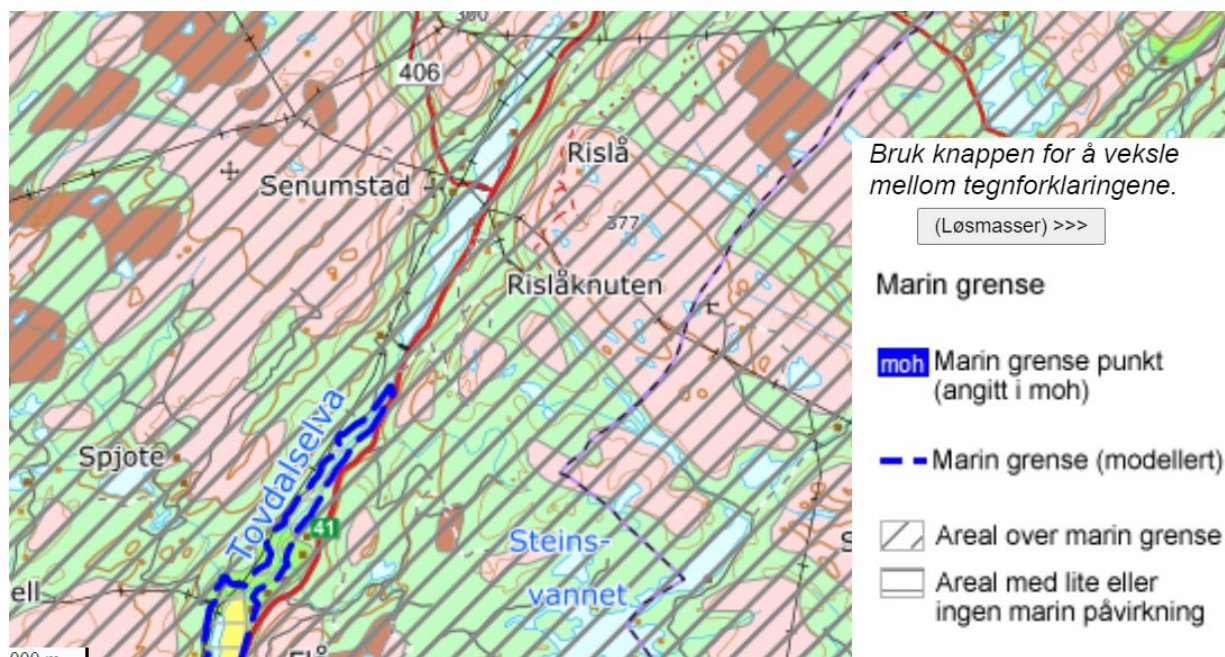 406
Rislå
Senumstad
377
Rislåknuten
Tovdalselva
Spjote
41
Steins-
vannet
Bruk knappen for å veksle
mellom tegnforklaringene.
(Løsmasser) >>>
Marin grense
moh Marin grense punkt
(angitt i moh)
Marin grense (modellert)
Areal over marin grense
Areal med lite eller
ingen marin påvirkning